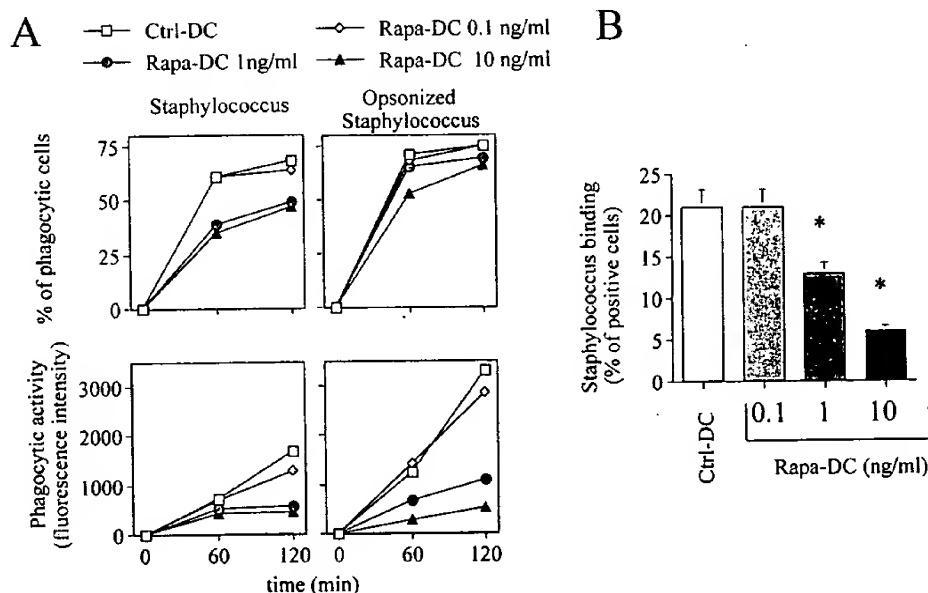 A
Ctrl-DC
Rapa-DC 0.1 ng/ml
Rapa-DC 1ng/ml
Rapa-DC 10 ng/ml
Staphylococcus
Opsonized
Staphylococcus
% of phagocytic cells
75
50
25
0
Phagocytic activity
(fluorescence intensity)
3000
2000
1000
0
0 60 120 0 60 120
time (min)
B
Staphylococcus binding
(% of positive cells)
25
20
15
10
5
0
*
*
Ctrl-DC
0.1 1 10
Rapa-DC (ng/ml)